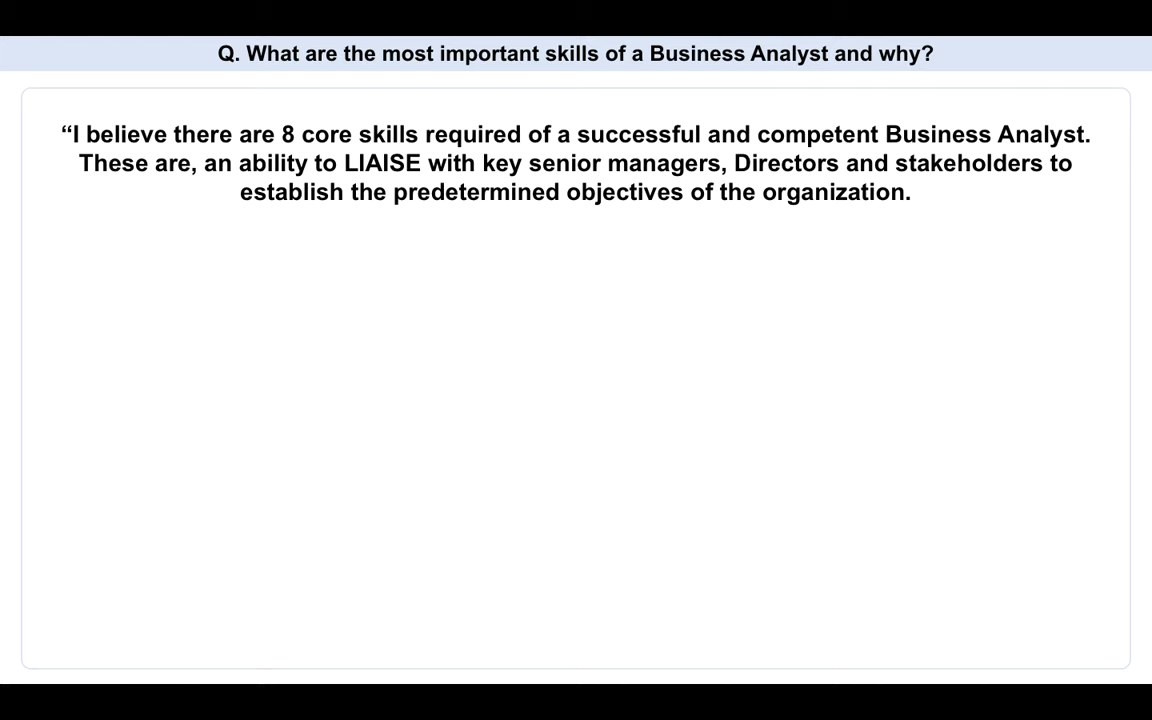 Q. What are the most important skills of a Business Analyst and why?
“I believe there are 8 core skills required of a successful and competent Business Analyst.
These are, an ability to LIAISE with key senior managers, Directors and stakeholders to
establish the predetermined objectives of the organization.